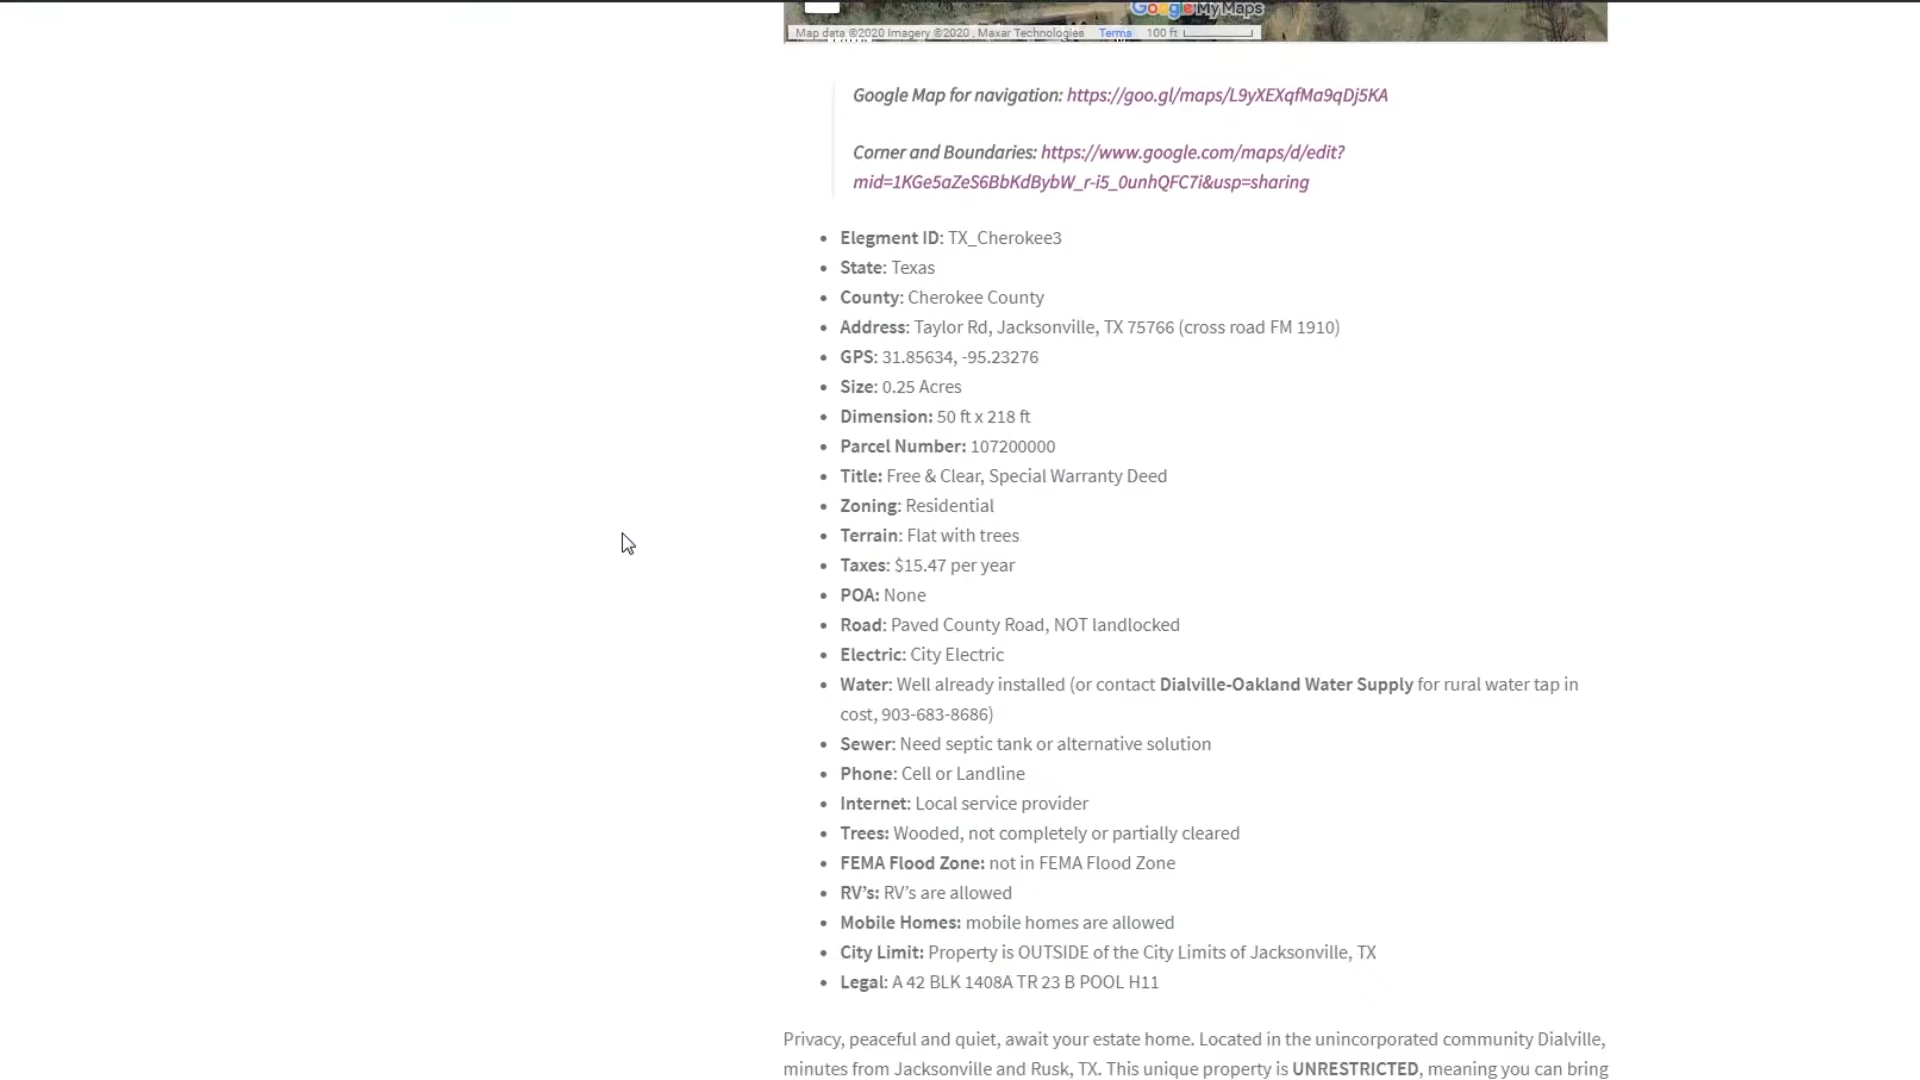 Google My Maps
Map data ©2020 Imagery ©2020 , Maxar Technologies Terms 100 ft
Google Map for navigation: https://goo.gl/maps/L9yXEXqfMa9qDj5KA
Corner and Boundaries: https://www.google.com/maps/d/edit?
mid=1KGe5aZeS6BbKdBybW_r-i5_0unhQFC7i&usp=sharing
• Elegment ID: TX_Cherokee3
• State: Texas
• County: Cherokee County
• Address: Taylor Rd, Jacksonville, TX 75766 (cross road FM 1910)
• GPS: 31.85634, -95.23276
• Size: 0.25 Acres
• Dimension: 50 ft x 218 ft
• Parcel Number: 107200000
• Title: Free & Clear, Special Warranty Deed
• Zoning: Residential
• Terrain: Flat with trees
• Taxes: $15.47 per year
• POA: None
• Road: Paved County Road, NOT landlocked
• Electric: City Electric
• Water: Well already installed (or contact Dialville-Oakland Water Supply for rural water tap in
cost, 903-683-8686)
• Sewer: Need septic tank or alternative solution
• Phone: Cell or Landline
• Internet: Local service provider
• Trees: Wooded, not completely or partially cleared
• FEMA Flood Zone: not in FEMA Flood Zone
• RV’s: RV’s are allowed
• Mobile Homes: mobile homes are allowed
• City Limit: Property is OUTSIDE of the City Limits of Jacksonville, TX
• Legal: A 42 BLK 1408A TR 23 B POOL H11
Privacy, peaceful and quiet, await your estate home. Located in the unincorporated community Dialville,
minutes from Jacksonville and Rusk, TX. This unique property is UNRESTRICTED, meaning you can bring